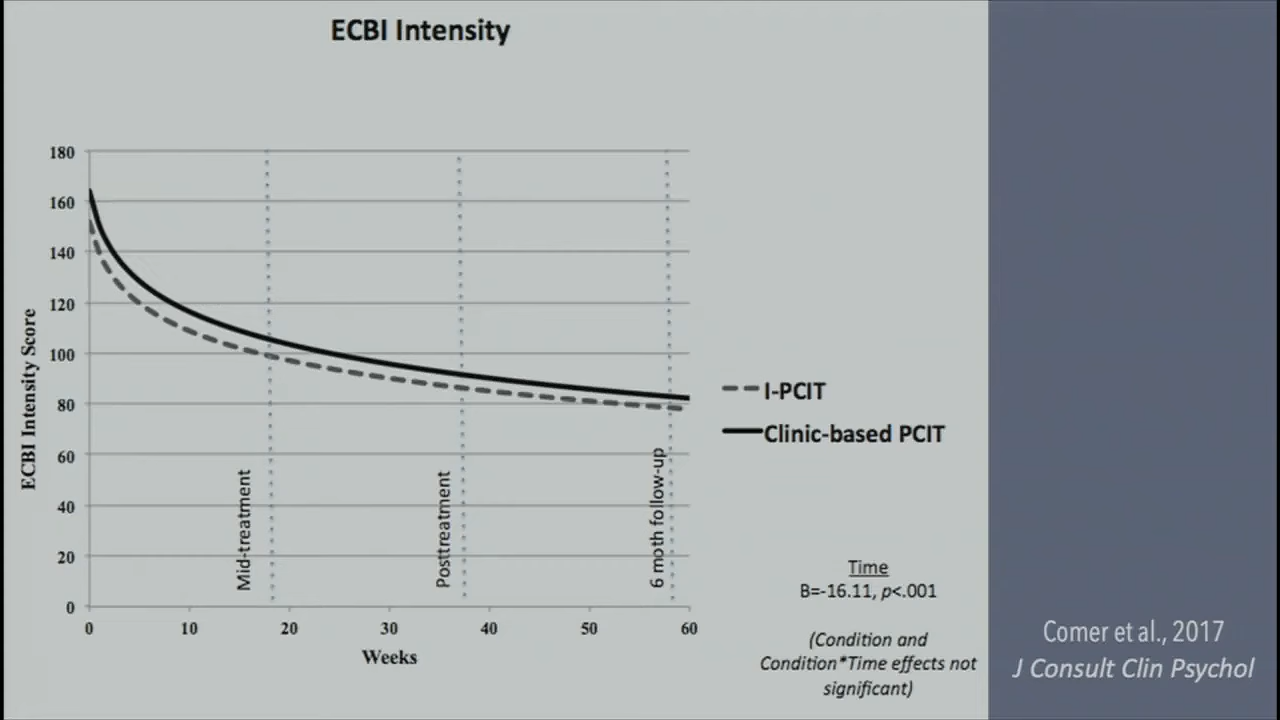 ECBI Intensity
180
160
140
120
100
80
60
40
20
0
ECBI Intensity Score
0 10 20 30 40 50 60
Weeks
Mid-treatment
Posttreatment
6 moth follow-up
I-PCIT
Clinic-based PCIT
Time
B=-16.11, p<.001
(Condition and
Condition*Time effects not
significant)
Comer et al., 2017
J Consult Clin Psychol